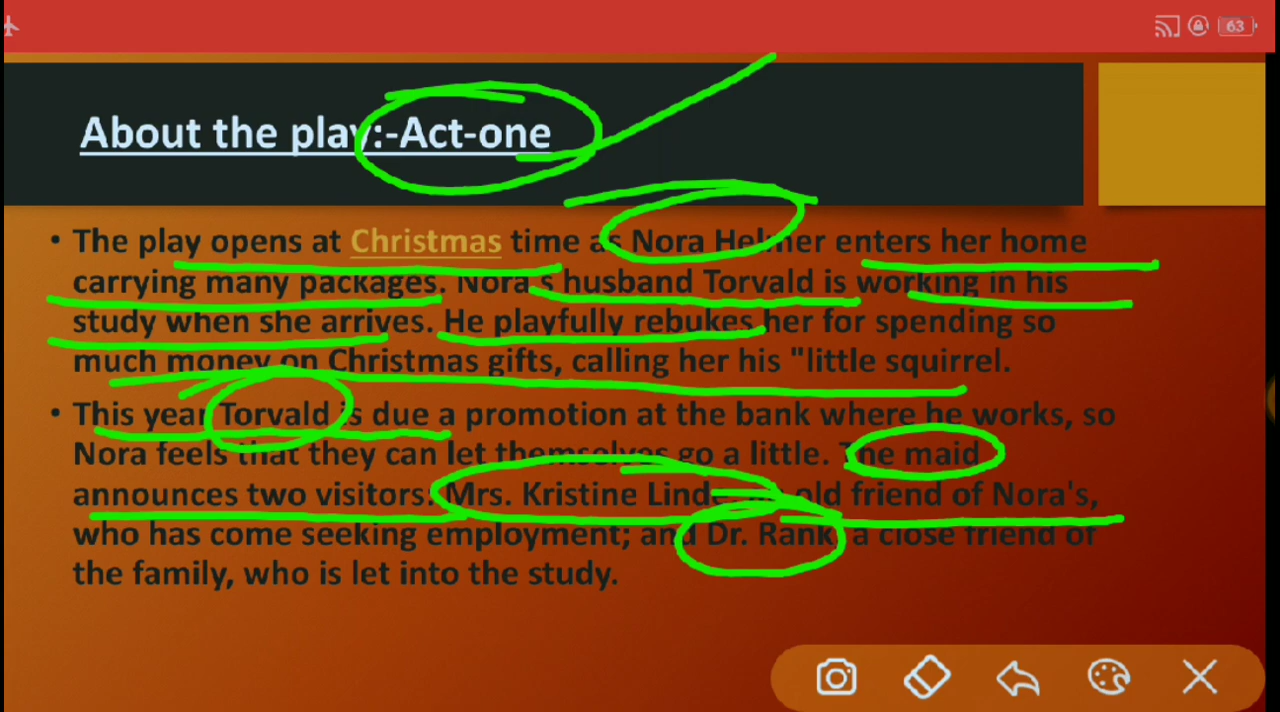 63
About the play:-Act-one
• The play opens at Christmas time as Nora Helmer enters her home
carrying many packages. Nora's husband Torvald is working in his
study when she arrives. He playfully rebukes her for spending so
much money on Christmas gifts, calling her his "little squirrel.
• This year Torvald is due a promotion at the bank where he works, so
Nora feels that they can let themselves go a little. The maid
announces two visitors: Mrs. Kristine Linde, old friend of Nora's,
who has come seeking employment; and Dr. Rank, a close friend of
the family, who is let into the study.